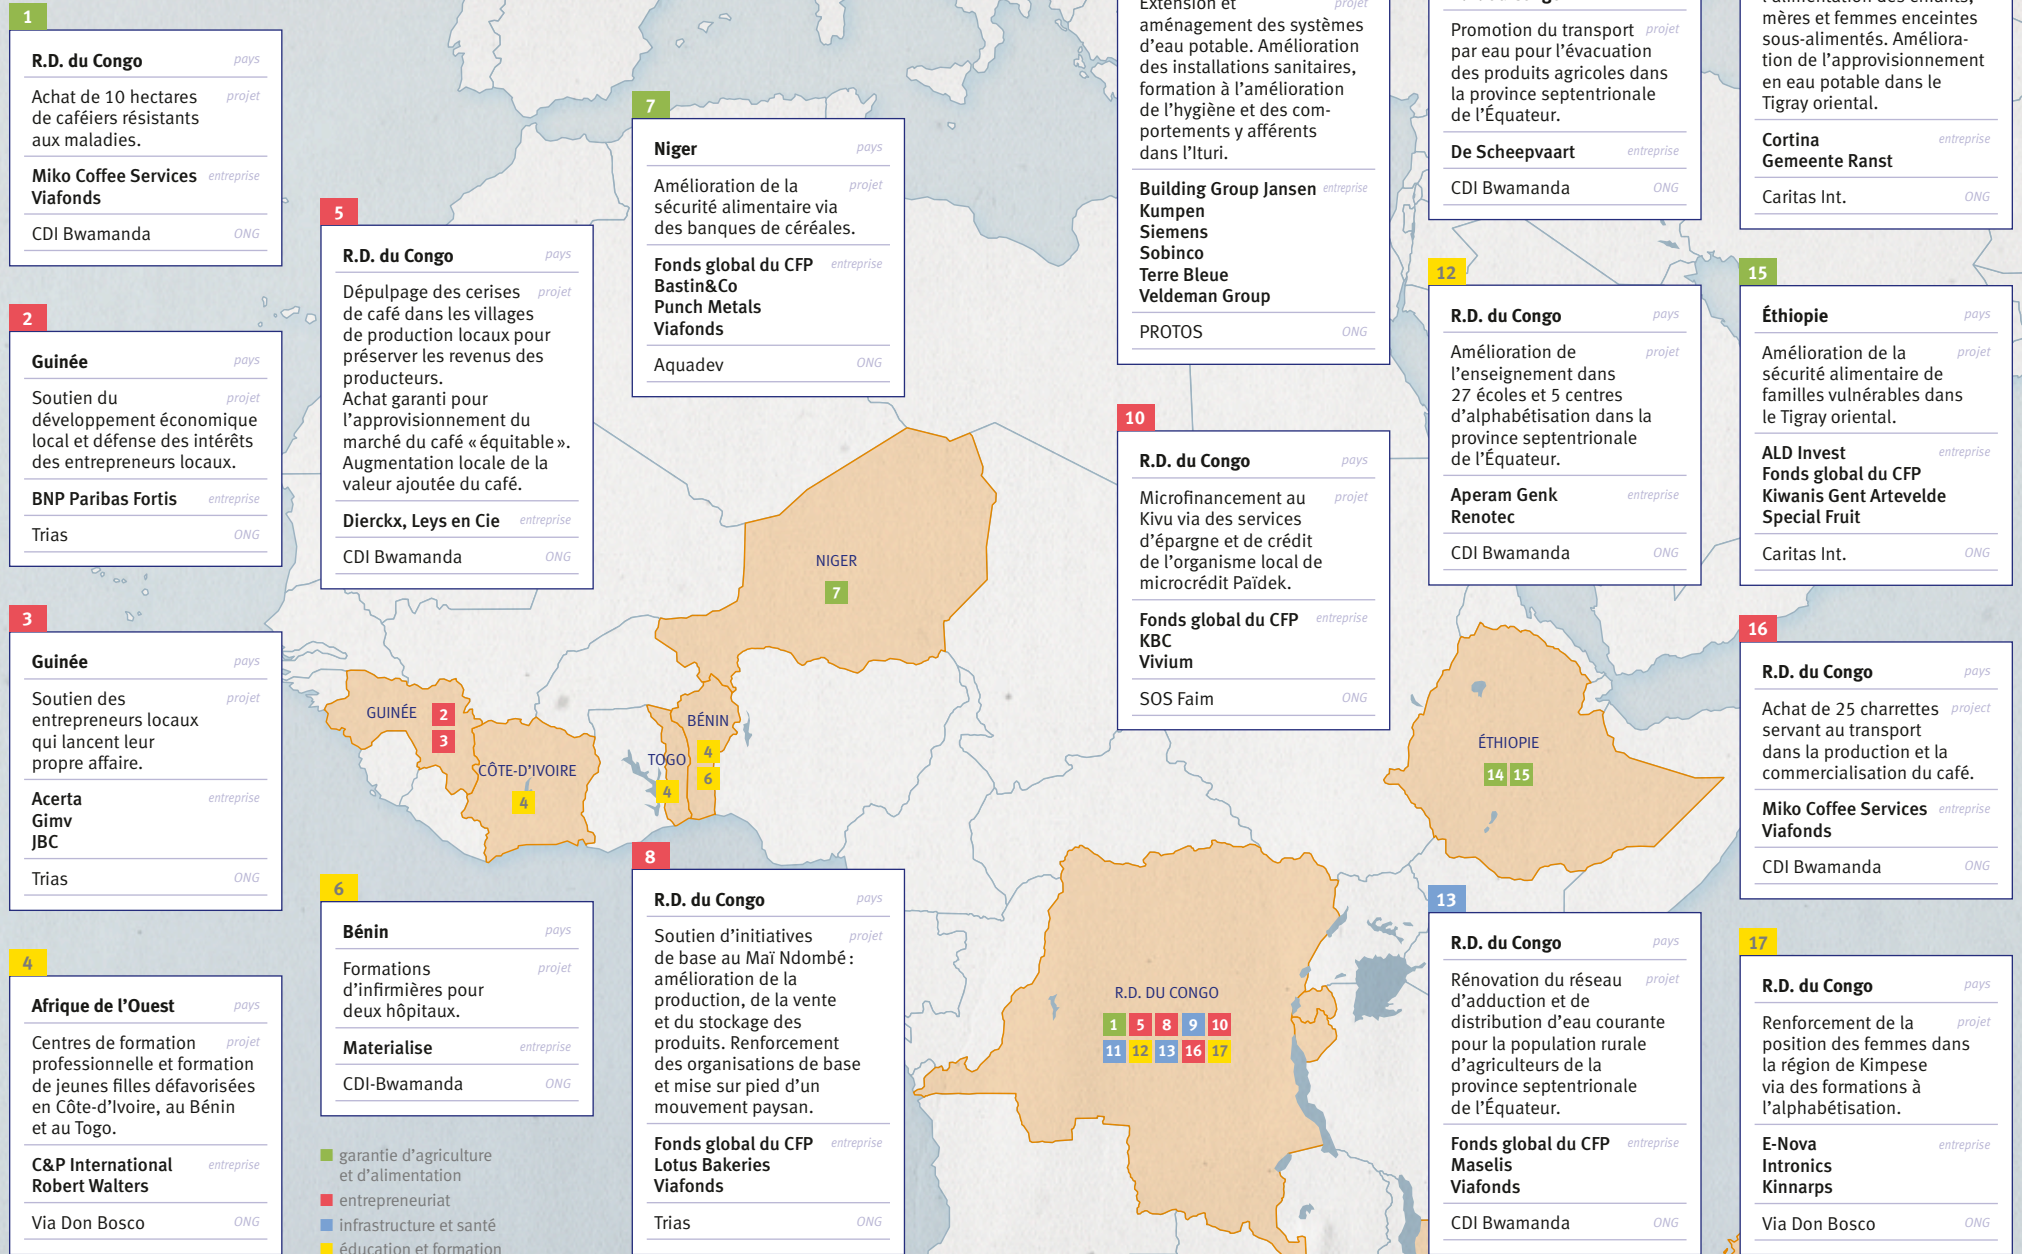 1
R.D. du Congo pays
Achat de 10 hectares projet
de caféiers résistants
aux maladies.
Miko Coffee Services entreprise
Viafonds
CDI Bwamanda ONG
2
Guinée pays
Soutien du projet
développement économique
local et défense des intérêts
des entrepreneurs locaux.
BNP Paribas Fortis entreprise
Trias ONG
3
Guinée pays
Soutien des projet
entrepreneurs locaux
qui lancent leur
propre affaire.
Acerta entreprise
Gimv
JBC
Trias ONG
4
Afrique de l’Ouest pays
Centres de formation projet
professionnelle et formation
de jeunes filles défavorisées
en Côte-d’Ivoire, au Bénin
et au Togo.
C&P International entreprise
Robert Walters
Via Don Bosco ONG
5
R.D. du Congo pays
Dépulpage des cerises projet
de café dans les villages
de production locaux pour
préserver les revenus des
producteurs.
Achat garanti pour
l’approvisionnement du
marché du café « équitable ».
Augmentation locale de la
valeur ajoutée du café.
Dierckx, Leys en Cie entreprise
CDI Bwamanda ONG
6
Bénin pays
Formations projet
d’infirmières pour
deux hôpitaux.
Materialise entreprise
CDI-Bwamanda ONG
garantie d’agriculture
et d’alimentation
entrepreneuriat
infrastructure et santé
éducation et formation
7
Niger pays
Amélioration de la projet
sécurité alimentaire via
des banques de céréales.
Fonds global du CFP entreprise
Bastin&Co
Punch Metals
Viafonds
Aquadev ONG
NIGER
7
GUINÉE 2
3
CÔTE-D’IVOIRE
4
TOGO
4
BÉNIN
4
6
8
R.D. du Congo pays
Soutien d’initiatives projet
de base au Maï Ndombé :
amélioration de la
production, de la vente
et du stockage des
produits. Renforcement
des organisations de base
et mise sur pied d’un
mouvement paysan.
Fonds global du CFP entreprise
Lotus Bakeries
Viafonds
Trias ONG
Extension et projet
aménagement des systèmes
d’eau potable. Amélioration
des installations sanitaires,
formation à l’amélioration
de l’hygiène et des com-
portements y afférents
dans l’Ituri.
Building Group Jansen entreprise
Kumpen
Siemens
Sobinco
Terre Bleue
Veldeman Group
PROTOS ONG
10
R.D. du Congo pays
Microfinancement au projet
Kivu via des services
d’épargne et de crédit
de l’organisme local de
microcrédit Païdek.
Fonds global du CFP entreprise
KBC
Vivium
SOS Faim ONG
R.D. DU CONGO
1 5 8 9 10
11 12 13 16 17
ÉTHIOPIE
14 15
Promotion du transport projet
par eau pour l’évacuation
des produits agricoles dans
la province septentrionale
de l’Équateur.
De Scheepvaart entreprise
CDI Bwamanda ONG
12
R.D. du Congo pays
Amélioration de projet
l’enseignement dans
27 écoles et 5 centres
d’alphabétisation dans la
province septentrionale
de l’Équateur.
Aperam Genk entreprise
Renotec
CDI Bwamanda ONG
13
R.D. du Congo pays
Rénovation du réseau projet
d’adduction et de
distribution d’eau courante
pour la population rurale
d’agriculteurs de la
province septentrionale
de l’Équateur.
Fonds global du CFP entreprise
Maselis
Viafonds
CDI Bwamanda ONG
l’alimentation des enfants,
mères et femmes enceintes
sous-alimentés. Améliora-
tion de l’approvisionnement
en eau potable dans le
Tigray oriental.
Cortina entreprise
Gemeente Ranst
Caritas Int. ONG
15
Éthiopie pays
Amélioration de la projet
sécurité alimentaire de
familles vulnérables dans
le Tigray oriental.
ALD Invest entreprise
Fonds global du CFP
Kiwanis Gent Artevelde
Special Fruit
Caritas Int. ONG
16
R.D. du Congo pays
Achat de 25 charrettes project
servant au transport
dans la production et la
commercialisation du café.
Miko Coffee Services entreprise
Viafonds
CDI Bwamanda ONG
17
R.D. du Congo pays
Renforcement de la projet
position des femmes dans
la région de Kimpese
via des formations à
l’alphabétisation.
E-Nova entreprise
Intronics
Kinnarps
Via Don Bosco ONG